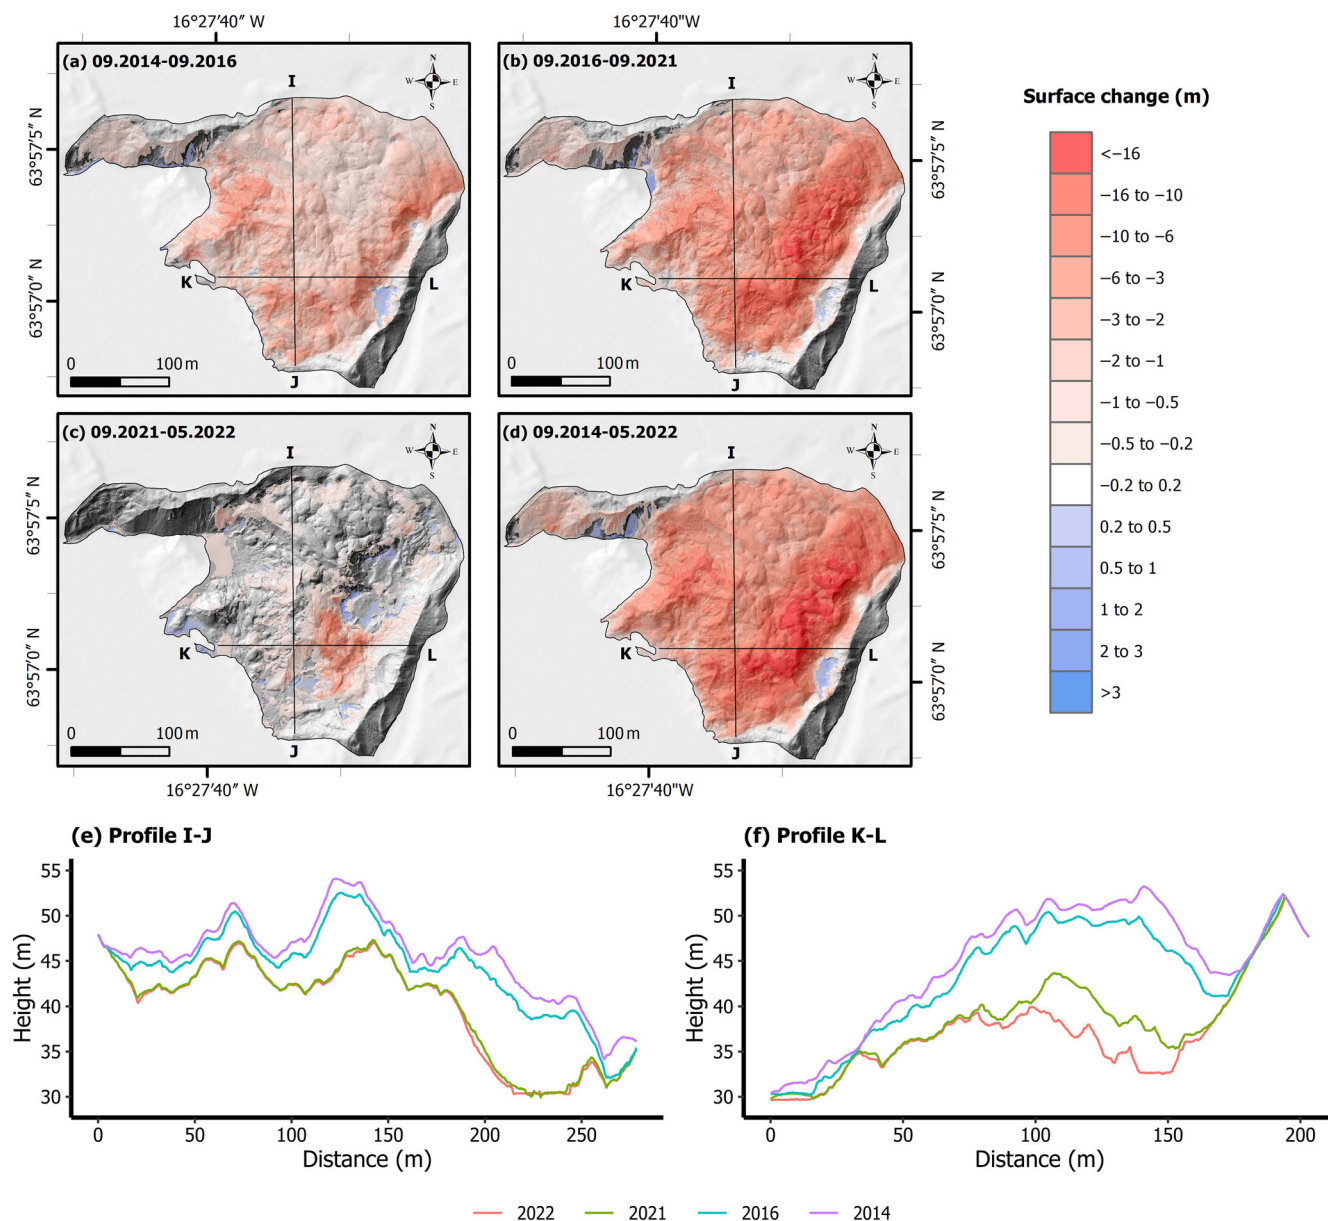 16°27′40″ W
16°27′40″W
(a) 09.2014-09.2016
N
W
E
S
I
K
L
J
0
100 m
63°57′5″ N
63°57′0″ N
(b) 09.2016-09.2021
N
W
E
S
I
K
L
J
0
100 m
63°57′5″ N
63°57′0″ N
(c) 09.2021-05.2022
N
W
E
S
I
K
L
J
0
100 m
63°57′5″ N
63°57′0″ N
(d) 09.2014-05.2022
N
W
E
S
I
K
L
J
0
100 m
63°57′5″ N
63°57′0″ N
16°27′40″ W
16°27′40″W
Surface change (m)
<−16
−16 to −10
−10 to −6
−6 to −3
−3 to −2
−2 to −1
−1 to −0.5
−0.5 to −0.2
−0.2 to 0.2
0.2 to 0.5
0.5 to 1
1 to 2
2 to 3
>3
(e) Profile I-J
Height (m)
55
50
45
40
35
30
0
50
100
150
200
250
Distance (m)
(f) Profile K-L
Height (m)
55
50
45
40
35
30
0
50
100
150
200
Distance (m)
2022
2021
2016
2014